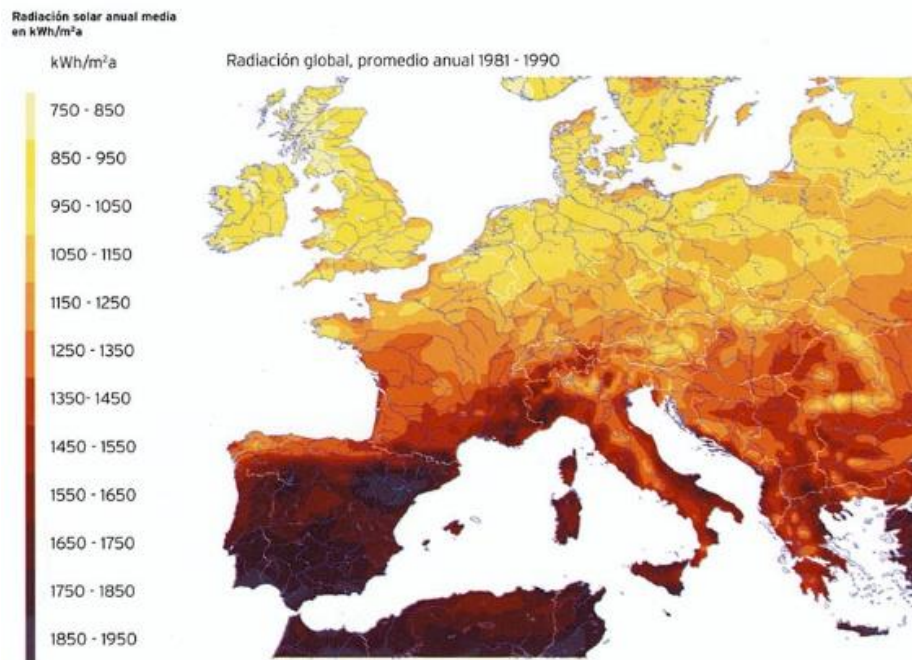 Radiación solar anual media
en kWh/m²a
kWh/m²a
Radiación global, promedio anual 1981 - 1990
750 - 850
850 - 950
950 - 1050
1050 - 1150
1150 - 1250
1250 - 1350
1350 - 1450
1450 - 1550
1550 - 1650
1650 - 1750
1750 - 1850
1850 - 1950